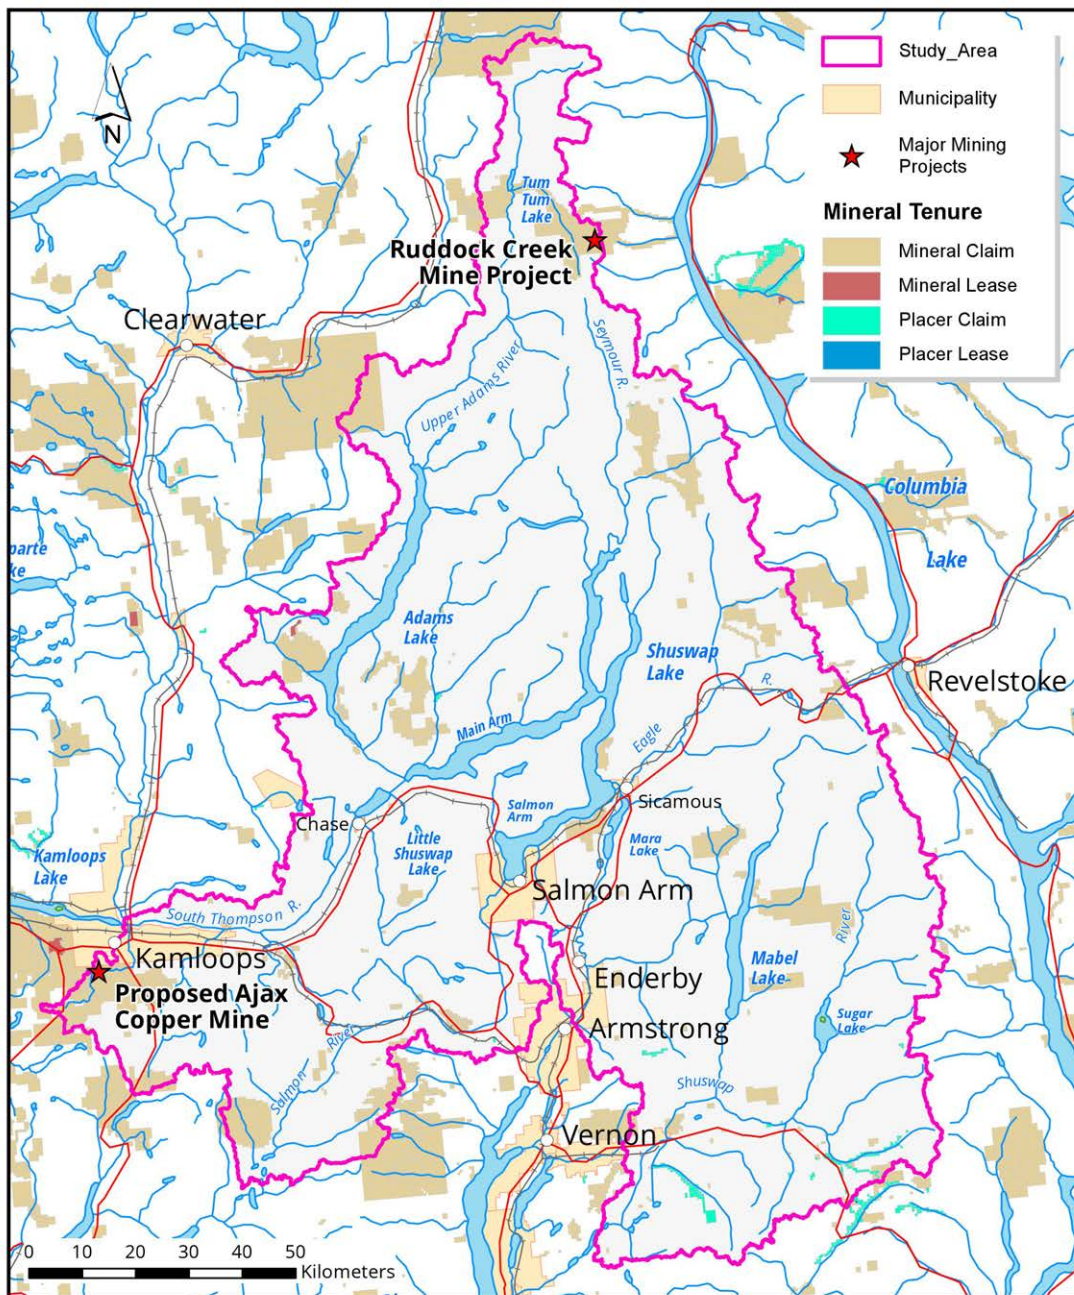 Study_Area
Municipality
Major Mining
Projects
Mineral Tenure
Mineral Claim
Mineral Lease
Placer Claim
Placer Lease
N
Tum
Tum
Lake
Ruddock Creek
Mine Project
Clearwater
Upper Adams River
Seymour R.
Columbia
Lake
parte
ke
Adams
Lake
Shuswap
Lake
R.
Revelstoke
Main Arm
Eagle
Sicamous
Salmon
Arm
Chase
Little
Shuswap
Lake
Mara
Lake
Kamloops
Lake
Salmon Arm
South Thompson R.
River
Kamloops
Enderby
Mabel
Lake
Proposed Ajax
Copper Mine
Armstrong
Sugar
Lake
River
Salmon
Shuswap
Vernon
0 10 20 30 40 50
Kilometers